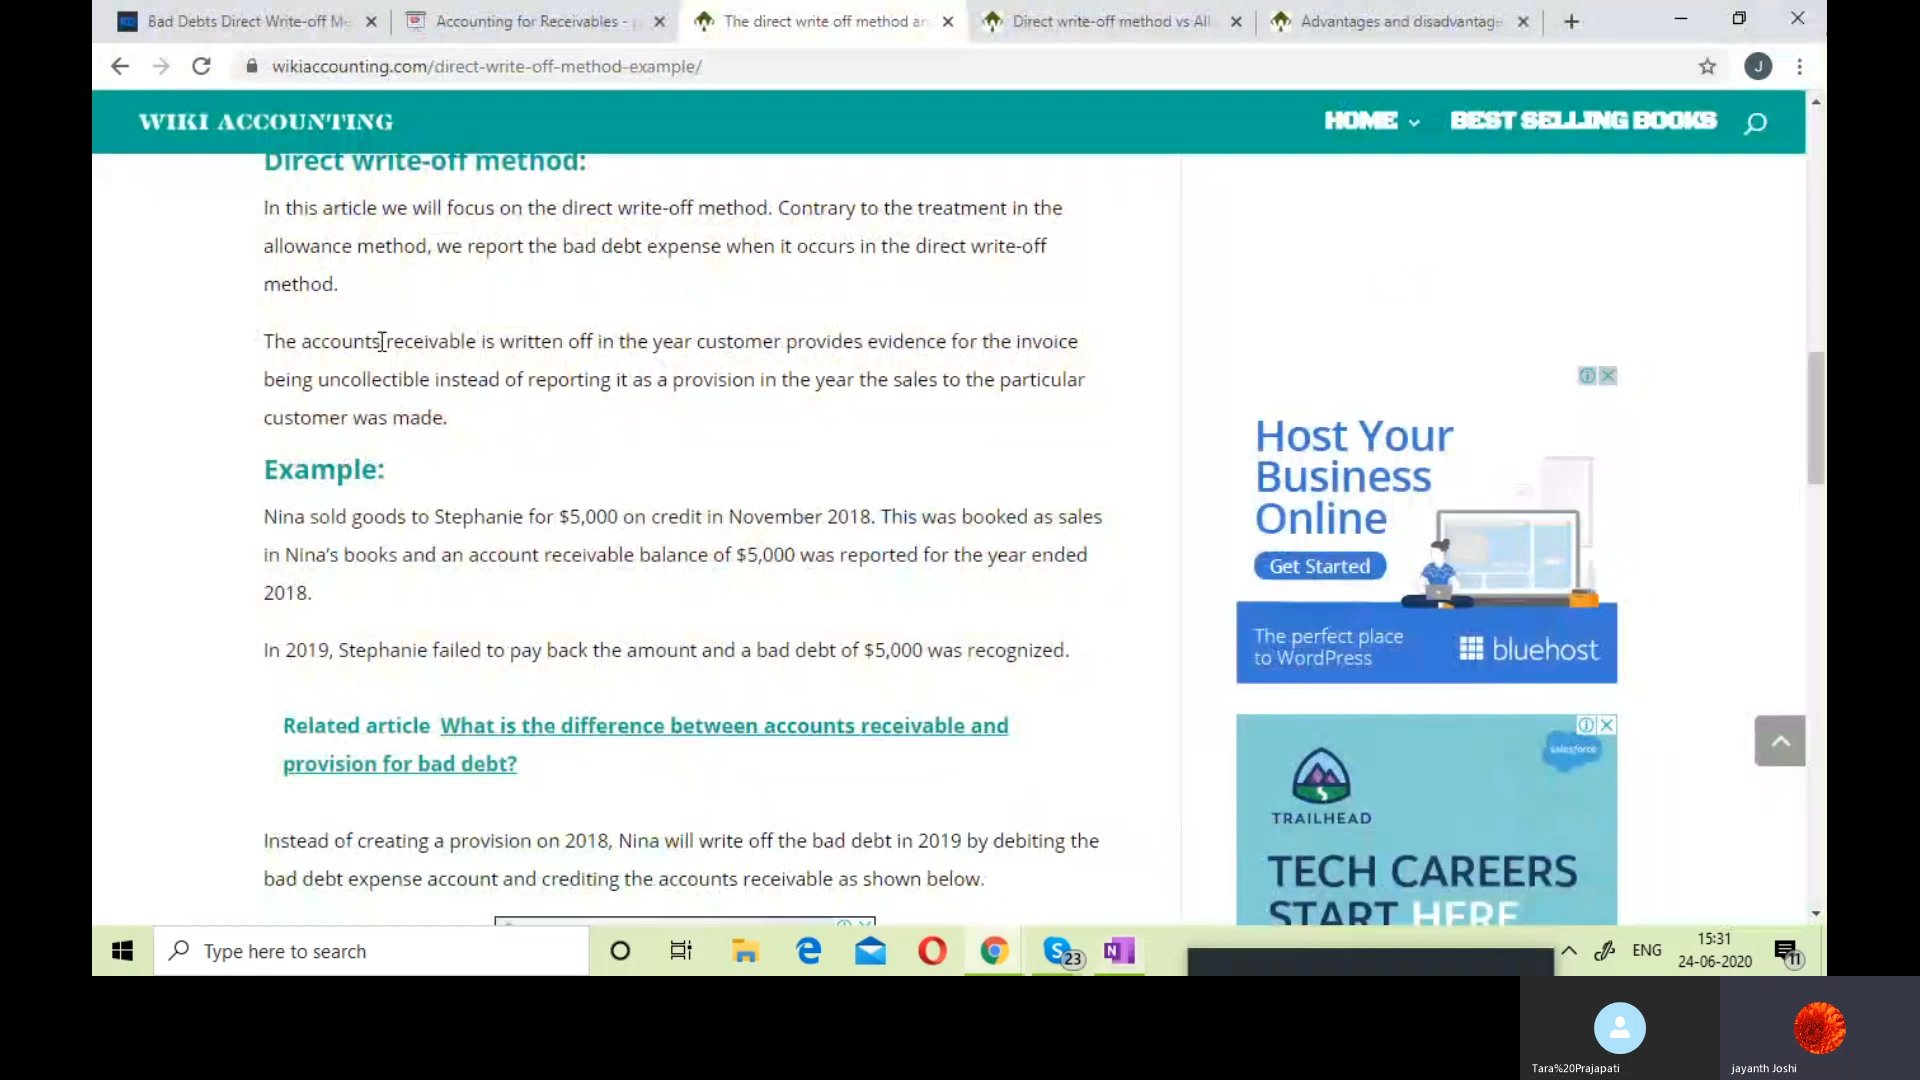 Bad Debts Direct Write-off Me
Accounting for Receivables - p
The direct write off method an
Direct write-off method vs All
Advantages and disadvantage
wikiaccounting.com/direct-write-off-method-example/
J
WIKI ACCOUNTING
HOME
BEST SELLING BOOKS
Direct write-off method:
In this article we will focus on the direct write-off method. Contrary to the treatment in the
allowance method, we report the bad debt expense when it occurs in the direct write-off
method.
The accounts receivable is written off in the year customer provides evidence for the invoice
being uncollectible instead of reporting it as a provision in the year the sales to the particular
customer was made.
Example:
Nina sold goods to Stephanie for $5,000 on credit in November 2018. This was booked as sales
in Nina's books and an account receivable balance of $5,000 was reported for the year ended
2018.
In 2019, Stephanie failed to pay back the amount and a bad debt of $5,000 was recognized.
Related article What is the difference between accounts receivable and
provision for bad debt?
Instead of creating a provision on 2018, Nina will write off the bad debt in 2019 by debiting the
bad debt expense account and crediting the accounts receivable as shown below.
Host Your
Business
Online
Get Started
The perfect place
to WordPress
bluehost
salesforce
TRAILHEAD
TECH CAREERS
START HERE
Type here to search
23
N
ENG
15:31
24-06-2020
11
Tara%20Prajapati
jayanth Joshi